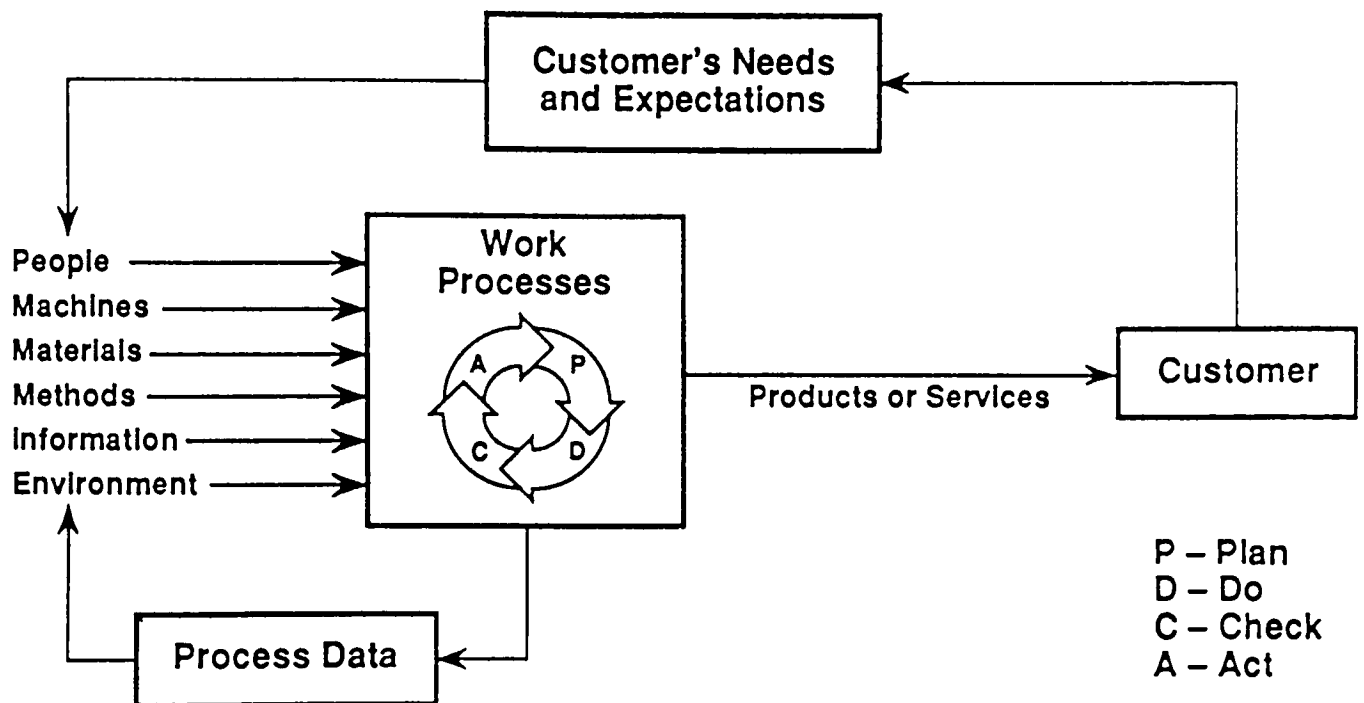 Customer's Needs
and Expectations
People
Machines
Materials
Methods
Information
Environment
Work
Processes
A
P
C
D
Products or Services
Customer
Process Data
P – Plan
D – Do
C – Check
A – Act